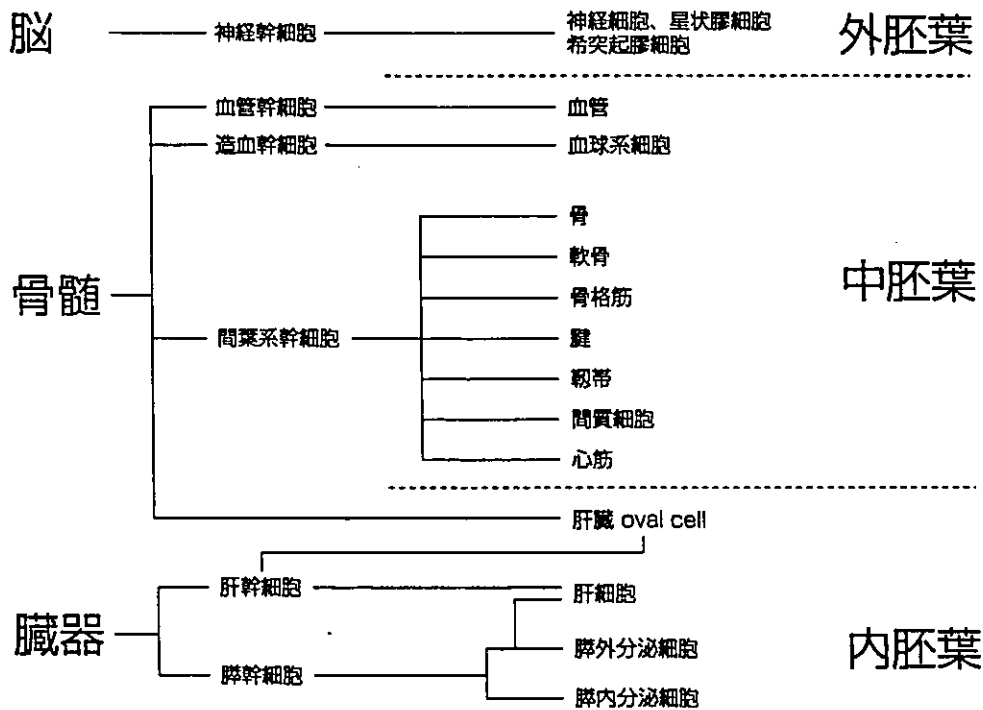 脳
神経幹細胞
神経細胞、星状膠細胞
希突起膠細胞
外胚葉
骨髄
血管幹細胞
血管
造血幹細胞
血球系細胞
間葉系幹細胞
骨
軟骨
骨格筋
腱
靱帯
間質細胞
心筋
中胚葉
肝臓 oval cell
臓器
肝幹細胞
肝細胞
膵幹細胞
膵外分泌細胞
膵内分泌細胞
内胚葉